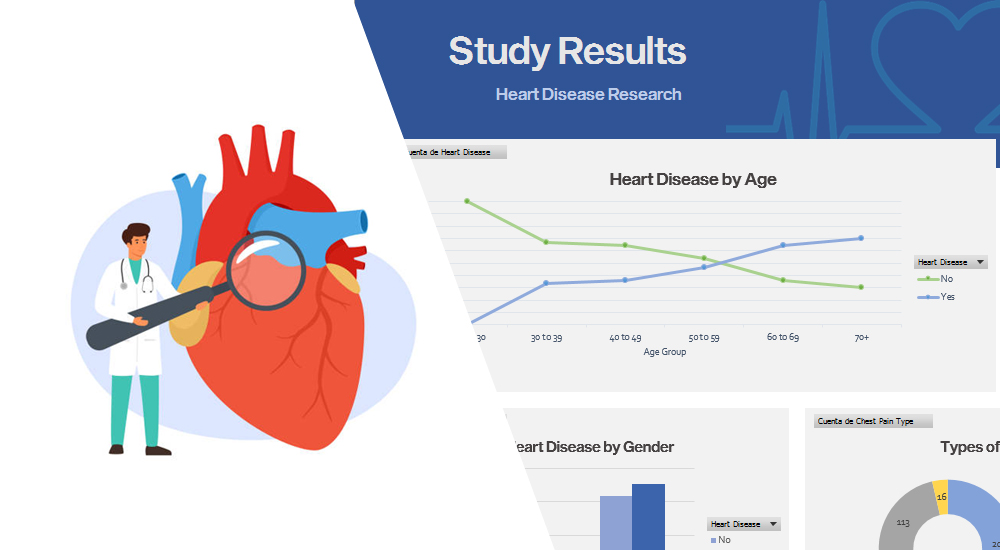 Study Results
Heart Disease Research
Cuenta de Heart Disease
Heart Disease by Age
Heart Disease
No
Yes
30
30 to 39
40 to 49
50 to 59
60 to 69
70+
Age Group
Heart Disease by Gender
Heart Disease
No
Cuenta de Chest Pain Type
Types of
16
113